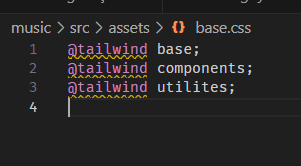 music > src > assets > {} base.css
1 @tailwind base;
2 @tailwind components;
3 @tailwind utilites;
4